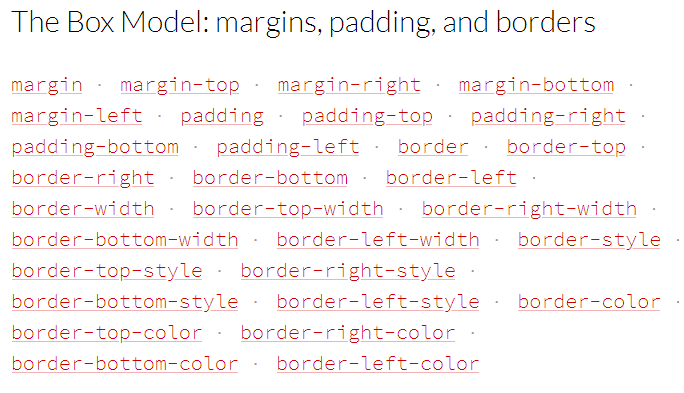 The Box Model: margins, padding, and borders
margin · margin-top · margin-right · margin-bottom ·
margin-left · padding · padding-top · padding-right ·
padding-bottom · padding-left · border · border-top ·
border-right · border-bottom · border-left ·
border-width · border-top-width · border-right-width ·
border-bottom-width · border-left-width · border-style ·
border-top-style · border-right-style ·
border-bottom-style · border-left-style · border-color ·
border-top-color · border-right-color ·
border-bottom-color · border-left-color